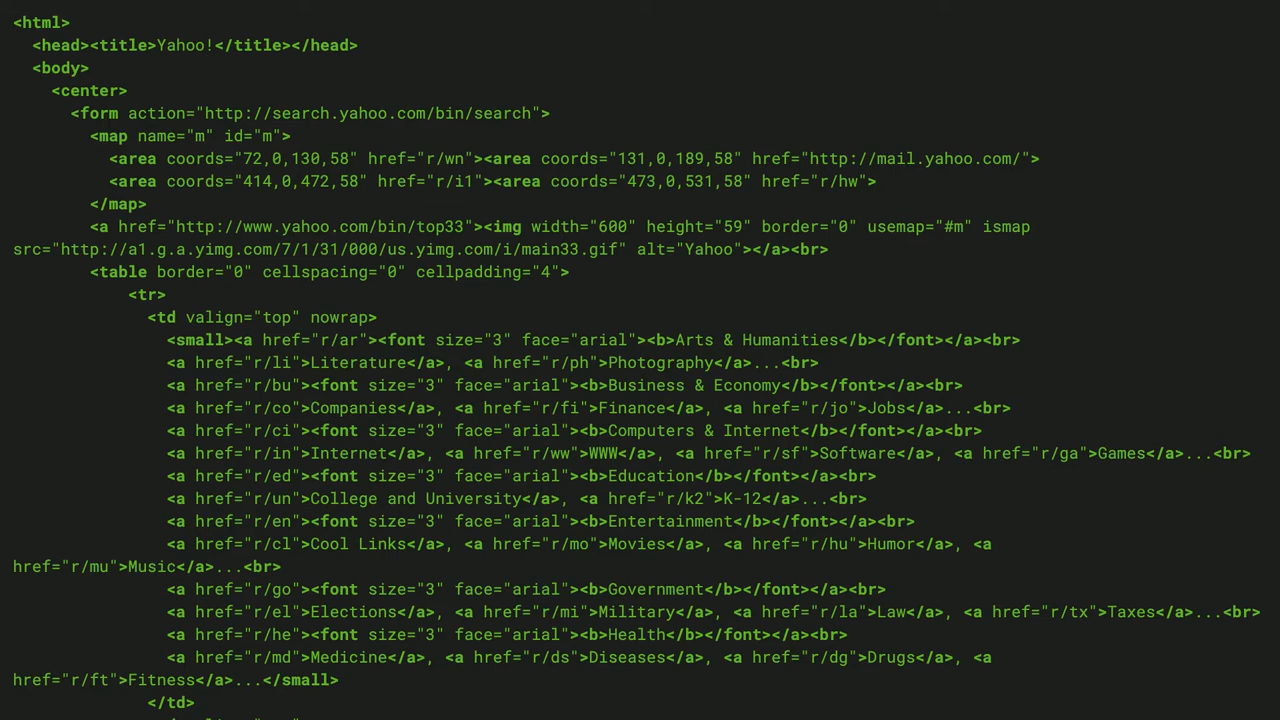 <html>
<head><title>Yahoo!</title></head>
<body>
<center>
<form action="http://search.yahoo.com/bin/search">
<map name="m" id="m">
<area coords="72,0,130,58" href="r/wn"><area coords="131,0,189,58" href="http://mail.yahoo.com/">
<area coords="414,0,472,58" href="r/i1"><area coords="473,0,531,58" href="r/hw">
</map>
<a href="http://www.yahoo.com/bin/top33"><img width="600" height="59" border="0" usemap="#m" ismap
src="http://a1.g.a.yimg.com/7/1/31/000/us.yimg.com/i/main33.gif" alt="Yahoo"></a><br>
<table border="0" cellspacing="0" cellpadding="4">
<tr>
<td valign="top" nowrap>
<small><a href="r/ar"><font size="3" face="arial"><b>Arts & Humanities</b></font></a><br>
<a href="r/li">Literature</a>, <a href="r/ph">Photography</a>...<br>
<a href="r/bu"><font size="3" face="arial"><b>Business & Economy</b></font></a><br>
<a href="r/co">Companies</a>, <a href="r/fi">Finance</a>, <a href="r/jo">Jobs</a>...<br>
<a href="r/ci"><font size="3" face="arial"><b>Computers & Internet</b></font></a><br>
<a href="r/in">Internet</a>, <a href="r/ww">WWW</a>, <a href="r/sf">Software</a>, <a href="r/ga">Games</a>...<br>
<a href="r/ed"><font size="3" face="arial"><b>Education</b></font></a><br>
<a href="r/un">College and University</a>, <a href="r/k2">K-12</a>...<br>
<a href="r/en"><font size="3" face="arial"><b>Entertainment</b></font></a><br>
<a href="r/cl">Cool Links</a>, <a href="r/mo">Movies</a>, <a href="r/hu">Humor</a>, <a
href="r/mu">Music</a>...<br>
<a href="r/go"><font size="3" face="arial"><b>Government</b></font></a><br>
<a href="r/el">Elections</a>, <a href="r/mi">Military</a>, <a href="r/la">Law</a>, <a href="r/tx">Taxes</a>...<br>
<a href="r/he"><font size="3" face="arial"><b>Health</b></font></a><br>
<a href="r/md">Medicine</a>, <a href="r/ds">Diseases</a>, <a href="r/dg">Drugs</a>, <a
href="r/ft">Fitness</a>...</small>
</td>